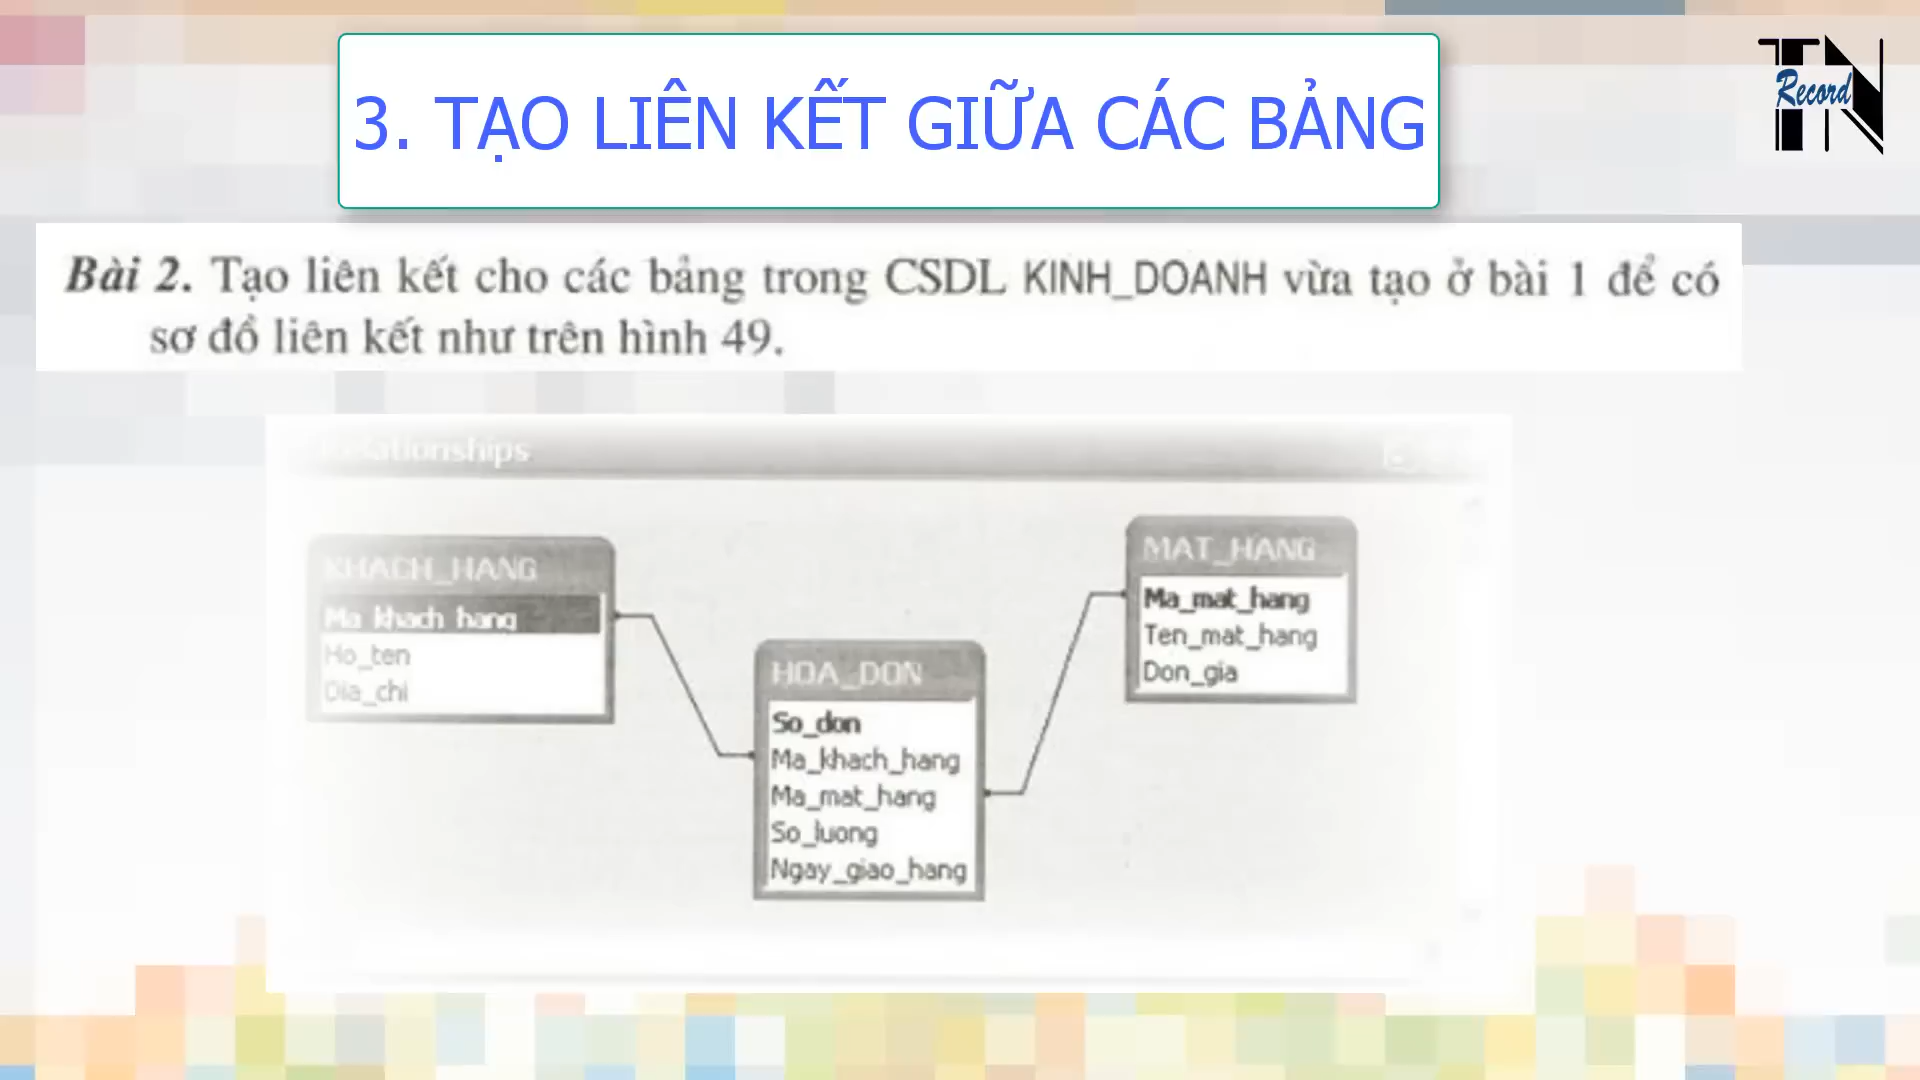 3. TẠO LIÊN KẾT GIỮA CÁC BẢNG
TN
Record
Bài 2. Tạo liên kết cho các bảng trong CSDL KINH_DOANH vừa tạo ở bài 1 để có
sơ đồ liên kết như trên hình 49.
Relationships
KHACH_HANG
Ma_khach_hang
Ho_ten
Dia_chi
HOA_DON
So_don
Ma_khach_hang
Ma_mat_hang
So_luong
Ngay_giao_hang
MAT_HANG
Ma_mat_hang
Ten_mat_hang
Don_gia